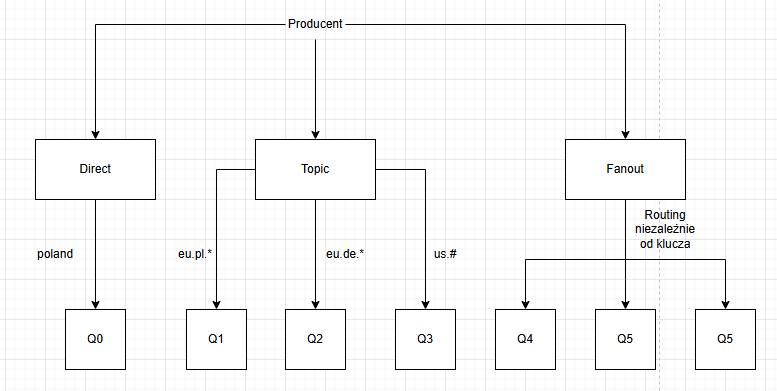 Producent
Direct
Topic
Fanout
Routing
niezależnie
od klucza
poland
eu.pl.*
eu.de.*
us.#
Q0
Q1
Q2
Q3
Q4
Q5
Q5